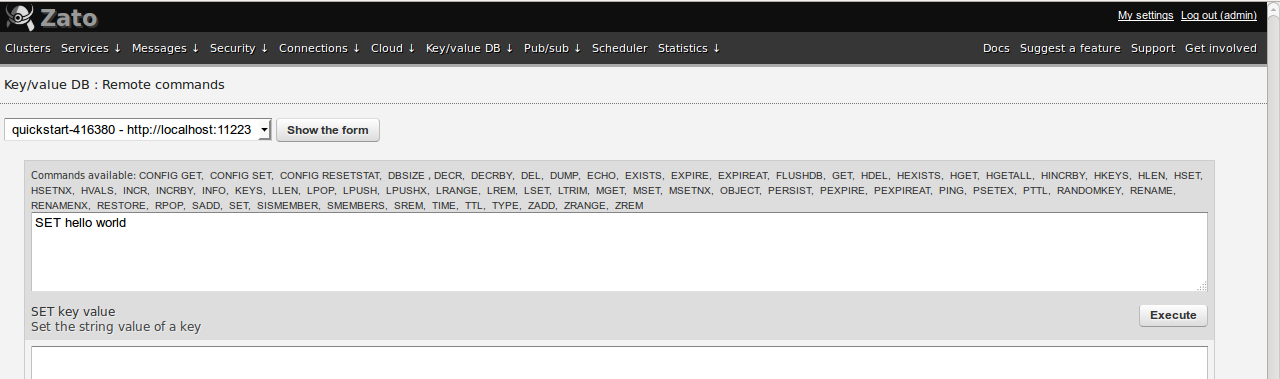 Zato
My settings Log out (admin)
Clusters Services ↓ Messages ↓ Security ↓ Connections ↓ Cloud ↓ Key/value DB ↓ Pub/sub ↓ Scheduler Statistics ↓ Docs Suggest a feature Support Get involved
Key/value DB : Remote commands
quickstart-416380 - http://localhost:11223 Show the form
Commands available: CONFIG GET, CONFIG SET, CONFIG RESETSTAT, DBSIZE , DECR, DECRBY, DEL, DUMP, ECHO, EXISTS, EXPIRE, EXPIREAT, FLUSHDB, GET, HDEL, HEXISTS, HGET, HGETALL, HINCRBY, HKEYS, HLEN, HSET,
HSETNX, HVALS, INCR, INCRBY, INFO, KEYS, LLEN, LPOP, LPUSH, LPUSHX, LRANGE, LREM, LSET, LTRIM, MGET, MSET, MSETNX, OBJECT, PERSIST, PEXPIRE, PEXPIREAT, PING, PSETEX, PTTL, RANDOMKEY, RENAME,
RENAMENX, RESTORE, RPOP, SADD, SET, SISMEMBER, SMEMBERS, SREM, TIME, TTL, TYPE, ZADD, ZRANGE, ZREM
SET hello world
SET key value
Set the string value of a key
Execute